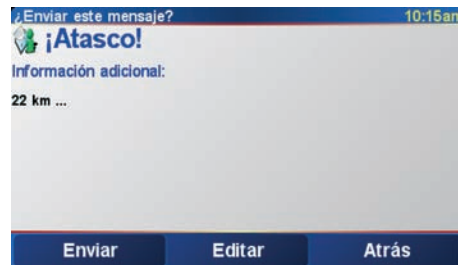 ¿Enviar este mensaje? 10:15am
¡Atasco!
Información adicional:
22 km ...
Enviar Editar Atrás